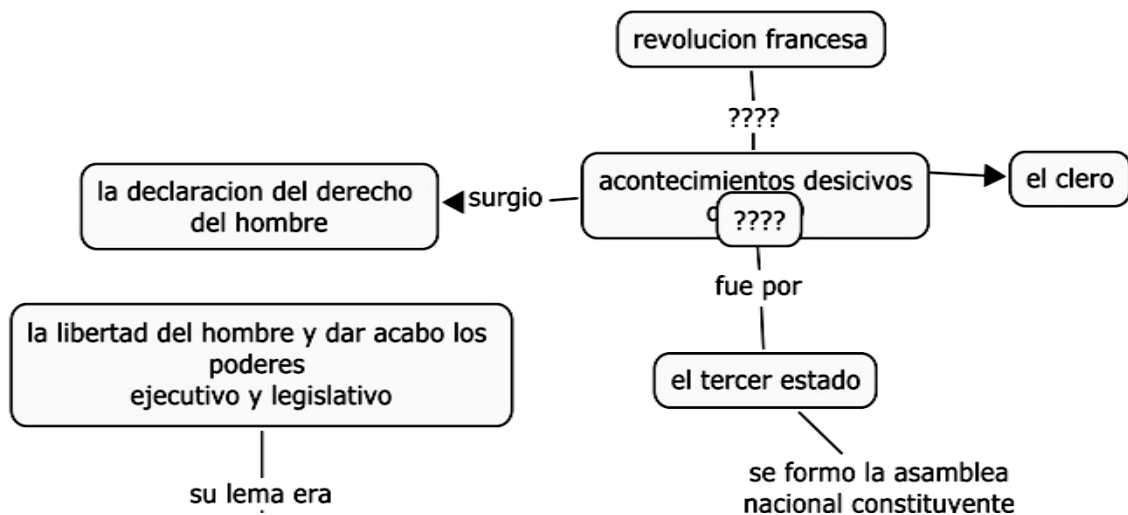 revolucion francesa
????
acontecimientos desicivos
????
el clero
surgio
la declaracion del derecho
del hombre
fue por
la libertad del hombre y dar acabo los
poderes
ejecutivo y legislativo
el tercer estado
su lema era
se formo la asamblea
nacional constituyente